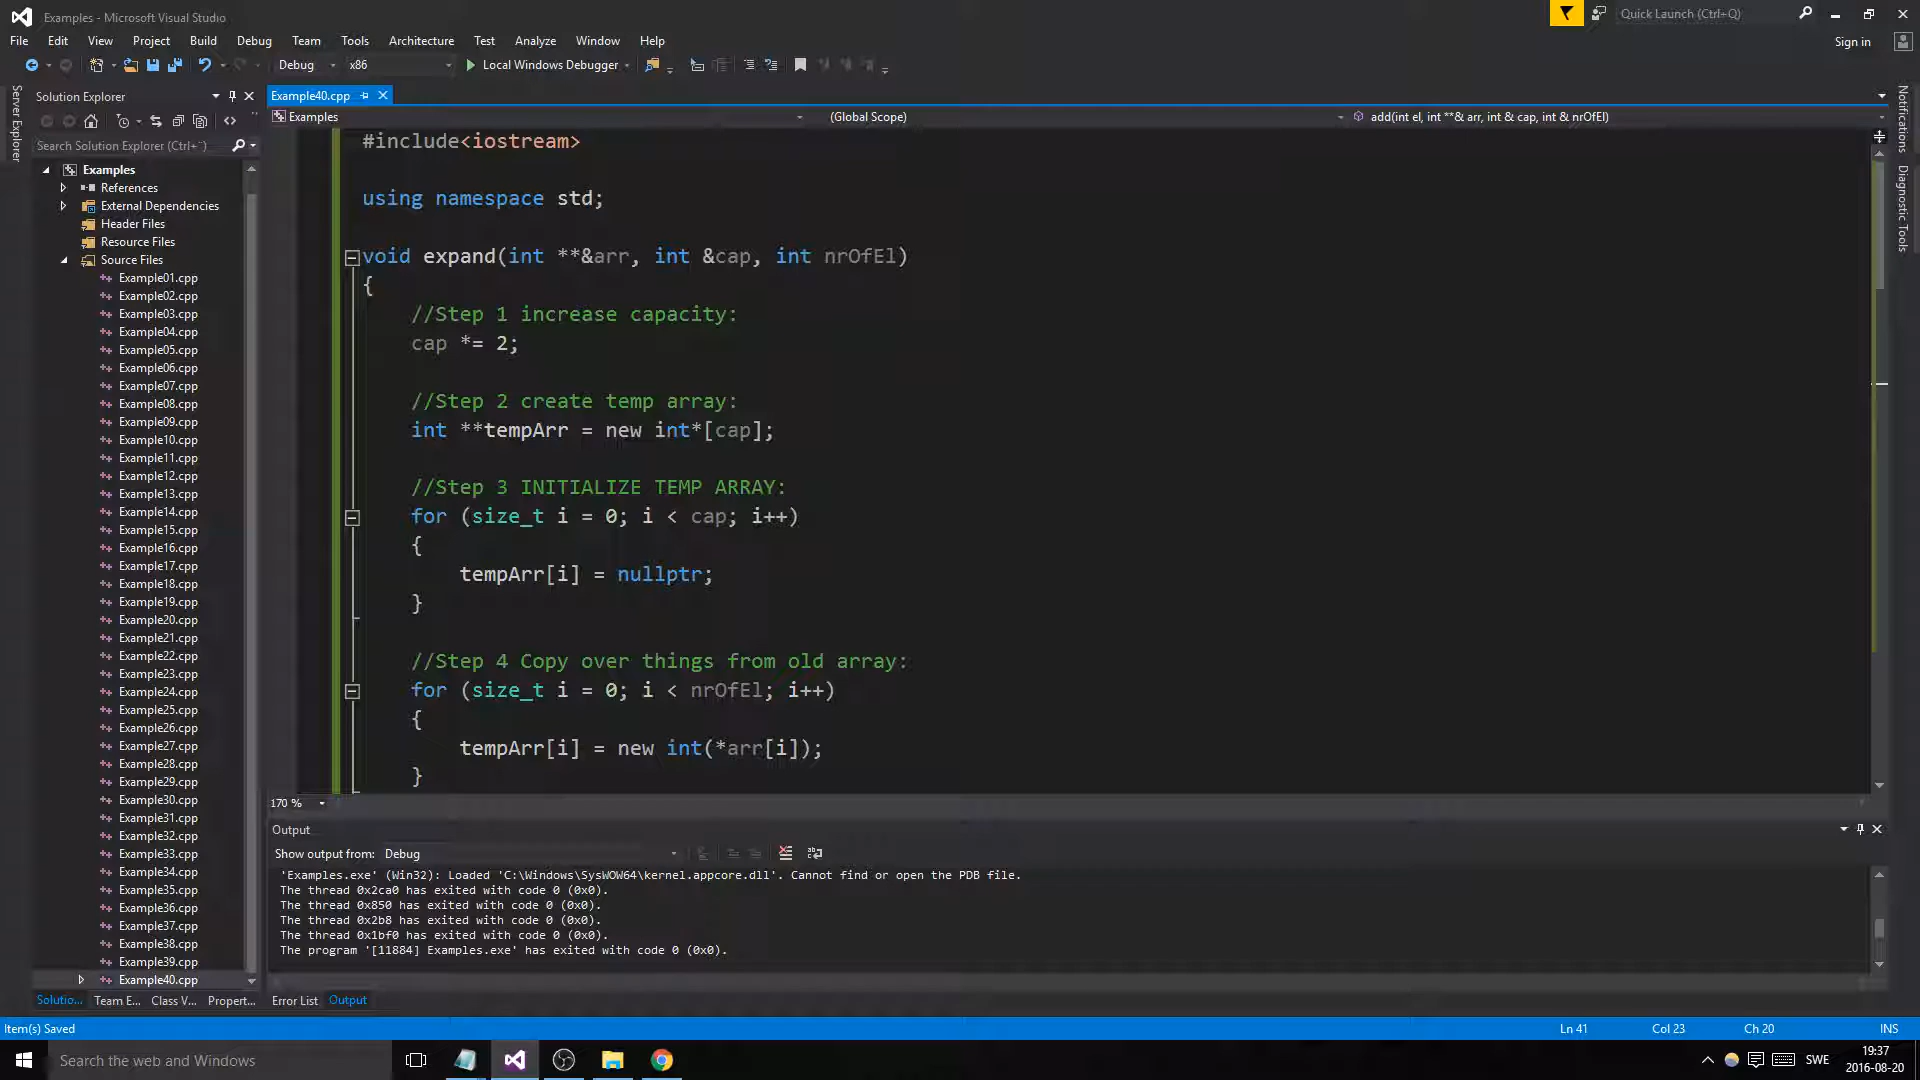 Examples - Microsoft Visual Studio
Quick Launch (Ctrl+Q)
File Edit View Project Build Debug Team Tools Architecture Test Analyze Window Help
Sign in
Debug x86 Local Windows Debugger
Server Explorer
Solution Explorer
Example40.cpp
Examples
(Global Scope)
add(int el, int **& arr, int & cap, int & nrOfEl)
Notifications
Diagnostic Tools
Search Solution Explorer (Ctrl+¨)
Examples
References
External Dependencies
Header Files
Resource Files
Source Files
Example01.cpp
Example02.cpp
Example03.cpp
Example04.cpp
Example05.cpp
Example06.cpp
Example07.cpp
Example08.cpp
Example09.cpp
Example10.cpp
Example11.cpp
Example12.cpp
Example13.cpp
Example14.cpp
Example15.cpp
Example16.cpp
Example17.cpp
Example18.cpp
Example19.cpp
Example20.cpp
Example21.cpp
Example22.cpp
Example23.cpp
Example24.cpp
Example25.cpp
Example26.cpp
Example27.cpp
Example28.cpp
Example29.cpp
Example30.cpp
Example31.cpp
Example32.cpp
Example33.cpp
Example34.cpp
Example35.cpp
Example36.cpp
Example37.cpp
Example38.cpp
Example39.cpp
Example40.cpp
Solutio... Team E... Class V... Propert...
#include<iostream>
using namespace std;
void expand(int **&arr, int &cap, int nrOfEl)
{
//Step 1 increase capacity:
cap *= 2;
//Step 2 create temp array:
int **tempArr = new int*[cap];
//Step 3 INITIALIZE TEMP ARRAY:
for (size_t i = 0; i < cap; i++)
{
tempArr[i] = nullptr;
}
//Step 4 Copy over things from old array:
for (size_t i = 0; i < nrOfEl; i++)
{
tempArr[i] = new int(*arr[i]);
}
170 %
Output
Show output from: Debug
'Examples.exe' (Win32): Loaded 'C:\Windows\SysWOW64\kernel.appcore.dll'. Cannot find or open the PDB file.
The thread 0x2ca0 has exited with code 0 (0x0).
The thread 0x850 has exited with code 0 (0x0).
The thread 0x2b8 has exited with code 0 (0x0).
The thread 0x1bf0 has exited with code 0 (0x0).
The program '[11884] Examples.exe' has exited with code 0 (0x0).
Error List Output
Item(s) Saved
Ln 41 Col 23 Ch 20 INS
Search the web and Windows
SWE
19:37
2016-08-20